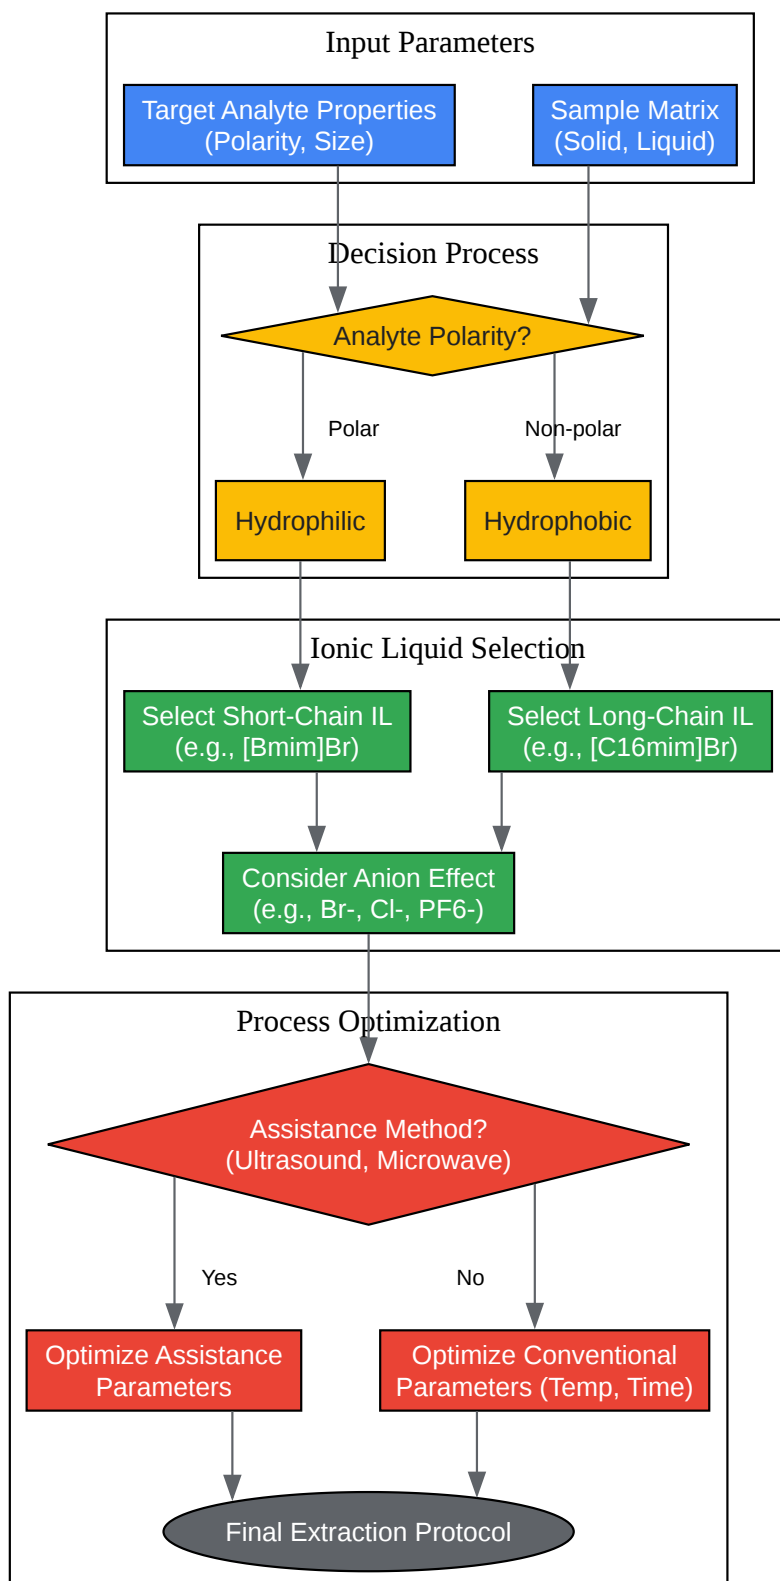 Input Parameters
Target Analyte Properties
(Polarity, Size)
Sample Matrix
(Solid, Liquid)
Decision Process
Analyte Polarity?
Polar
Non-polar
Hydrophilic
Hydrophobic
Ionic Liquid Selection
Select Short-Chain IL
(e.g., [Bmim]Br)
Select Long-Chain IL
(e.g., [C16mim]Br)
Consider Anion Effect
(e.g., Br-, Cl-, PF6-)
Process Optimization
Assistance Method?
(Ultrasound, Microwave)
Yes
No
Optimize Assistance
Parameters
Optimize Conventional
Parameters (Temp, Time)
Final Extraction Protocol